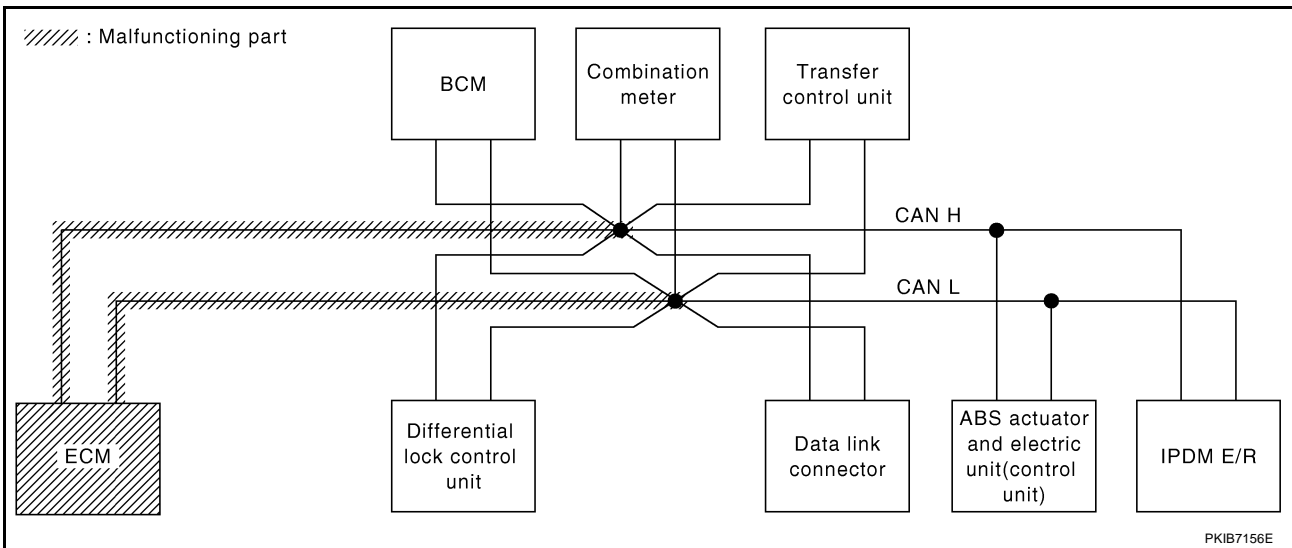 : Malfunctioning part
BCM
Combination
meter
Transfer
control unit
CAN H
CAN L
ECM
Differential
lock control
unit
Data link
connector
ABS actuator
and electric
unit(control
unit)
IPDM E/R
PKIB7156E